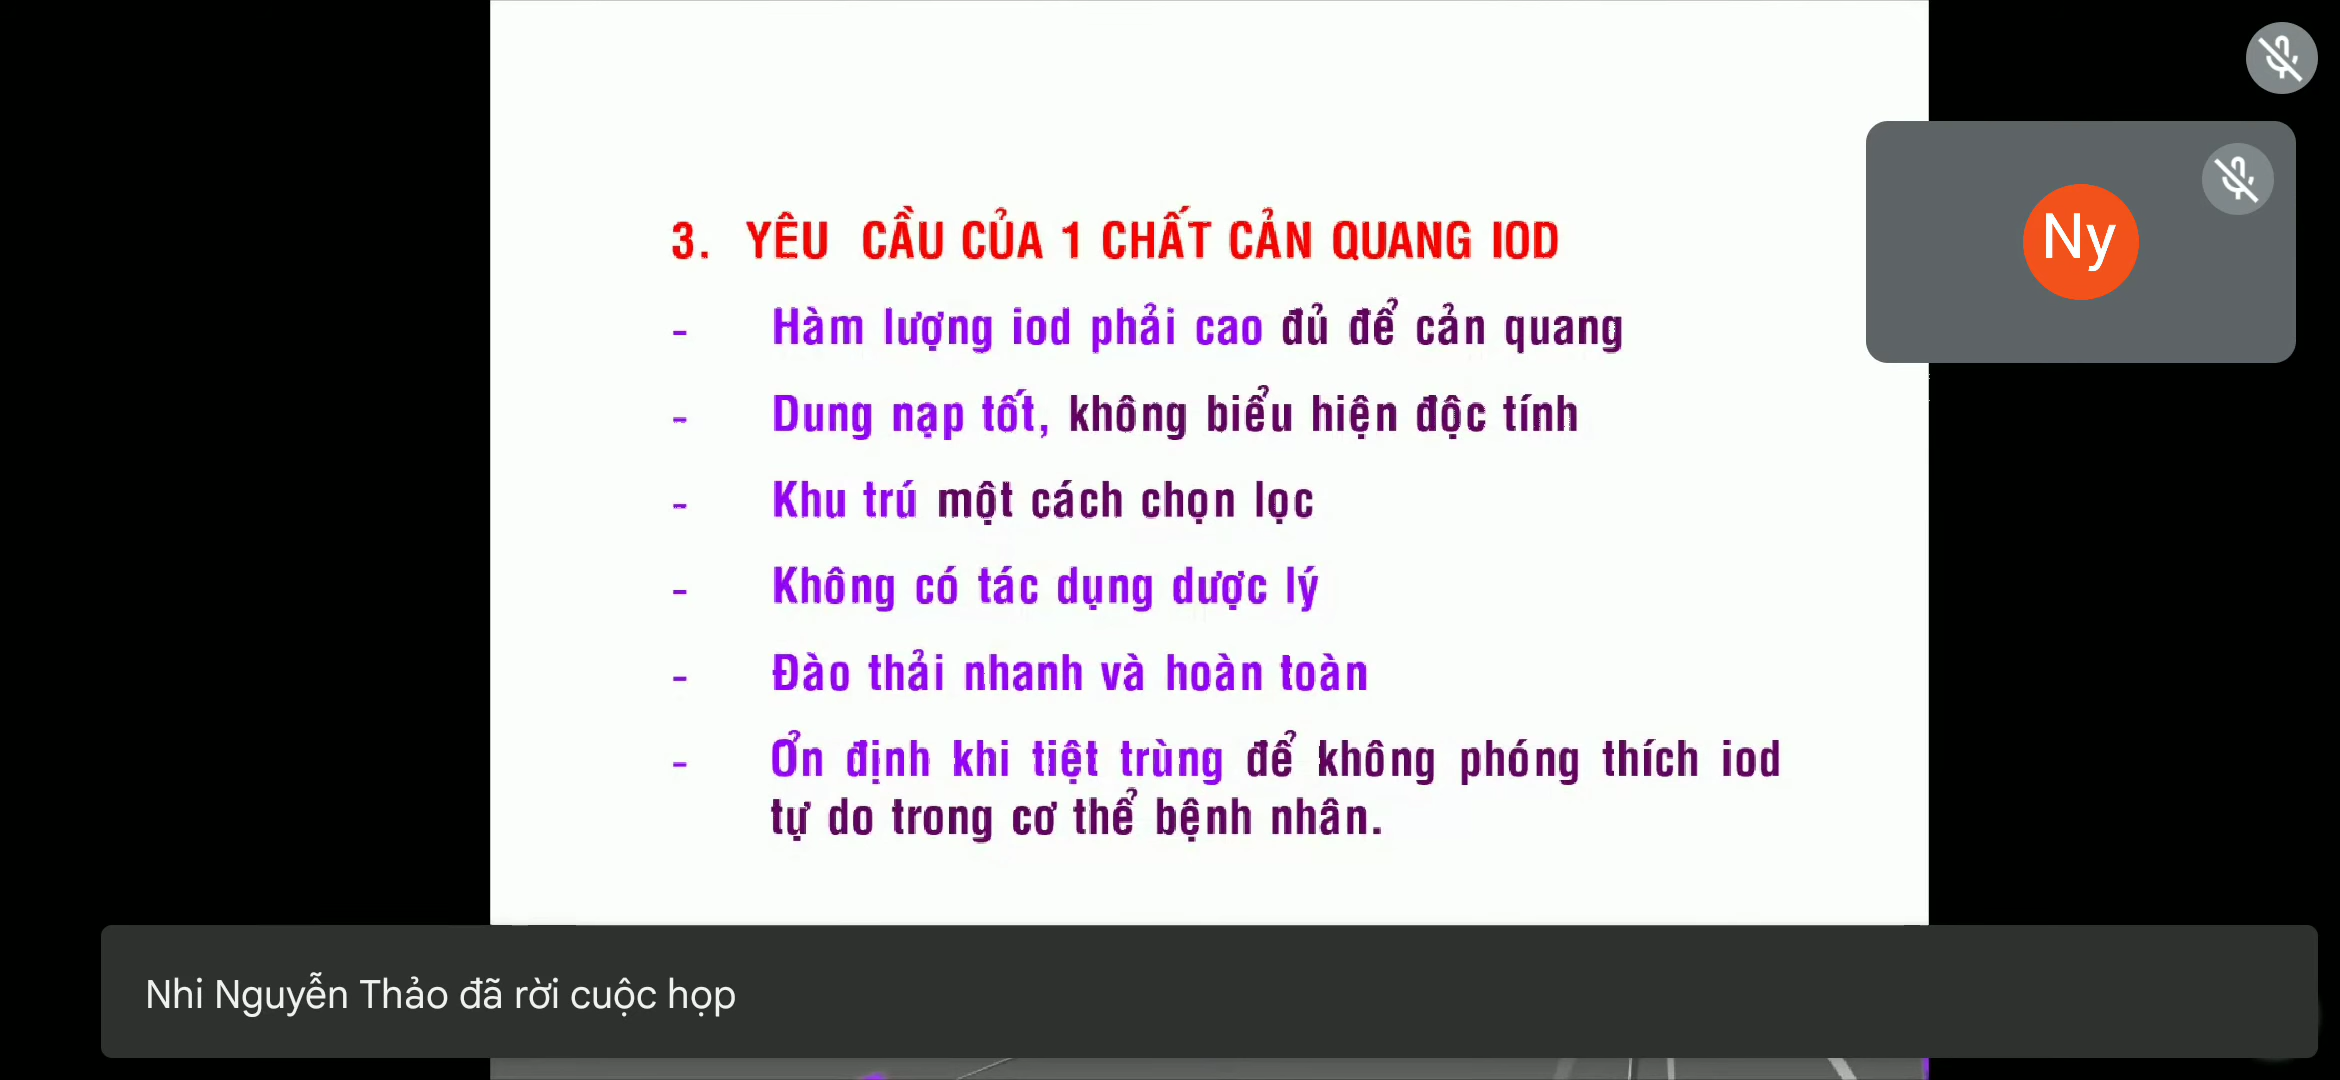 3. YÊU CẦU CỦA 1 CHẤT CẢN QUANG IOD
- Hàm lượng iod phải cao đủ để cản quang
- Dung nạp tốt, không biểu hiện độc tính
- Khu trú một cách chọn lọc
- Không có tác dụng dược lý
- Đào thải nhanh và hoàn toàn
- Ổn định khi tiệt trùng để không phóng thích iod
tự do trong cơ thể bệnh nhân.
Ny
Nhi Nguyễn Thảo đã rời cuộc họp